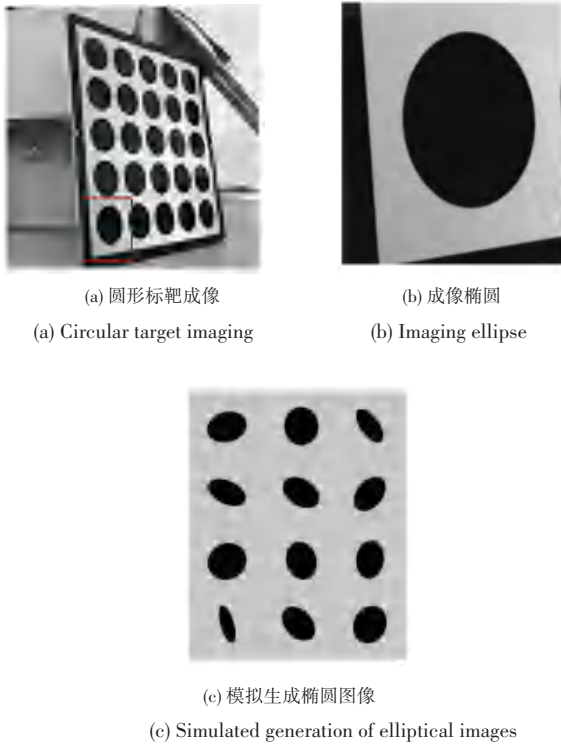 (a) 圆形标靶成像
(b) 成像椭圆
(a) Circular target imaging
(b) Imaging ellipse
(c) 模拟生成椭圆图像
(c) Simulated generation of elliptical images